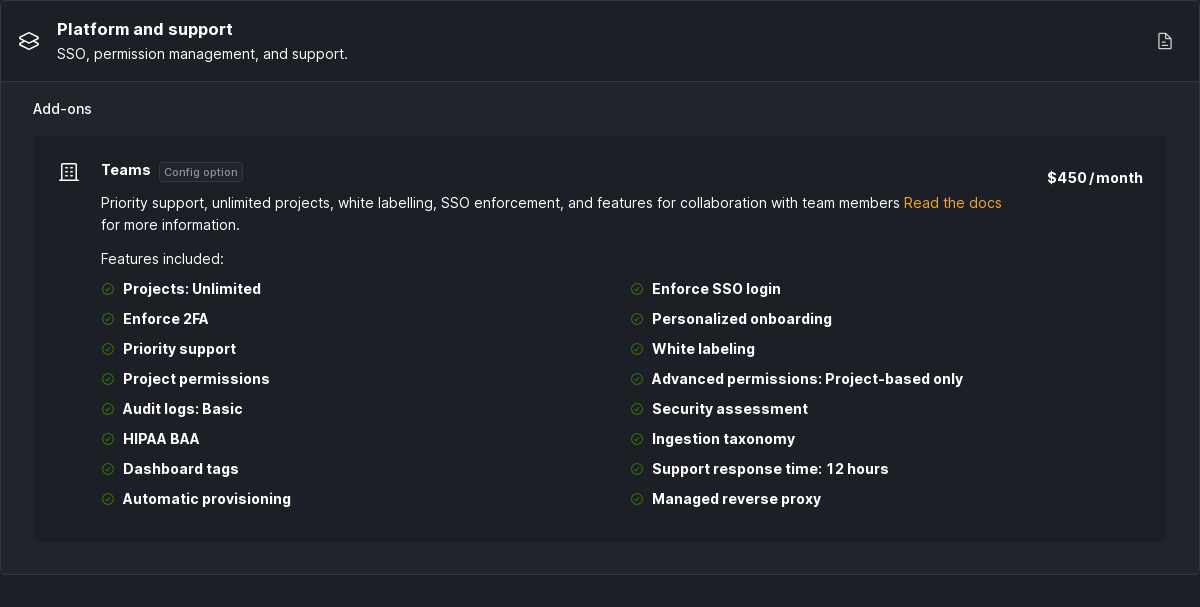 Platform and support
SSO, permission management, and support.
Add-ons
Teams Config option
$450 / month
Priority support, unlimited projects, white labelling, SSO enforcement, and features for collaboration with team members Read the docs
for more information.
Features included:
Projects: Unlimited
Enforce SSO login
Enforce 2FA
Personalized onboarding
Priority support
White labeling
Project permissions
Advanced permissions: Project-based only
Audit logs: Basic
Security assessment
HIPAA BAA
Ingestion taxonomy
Dashboard tags
Support response time: 12 hours
Automatic provisioning
Managed reverse proxy